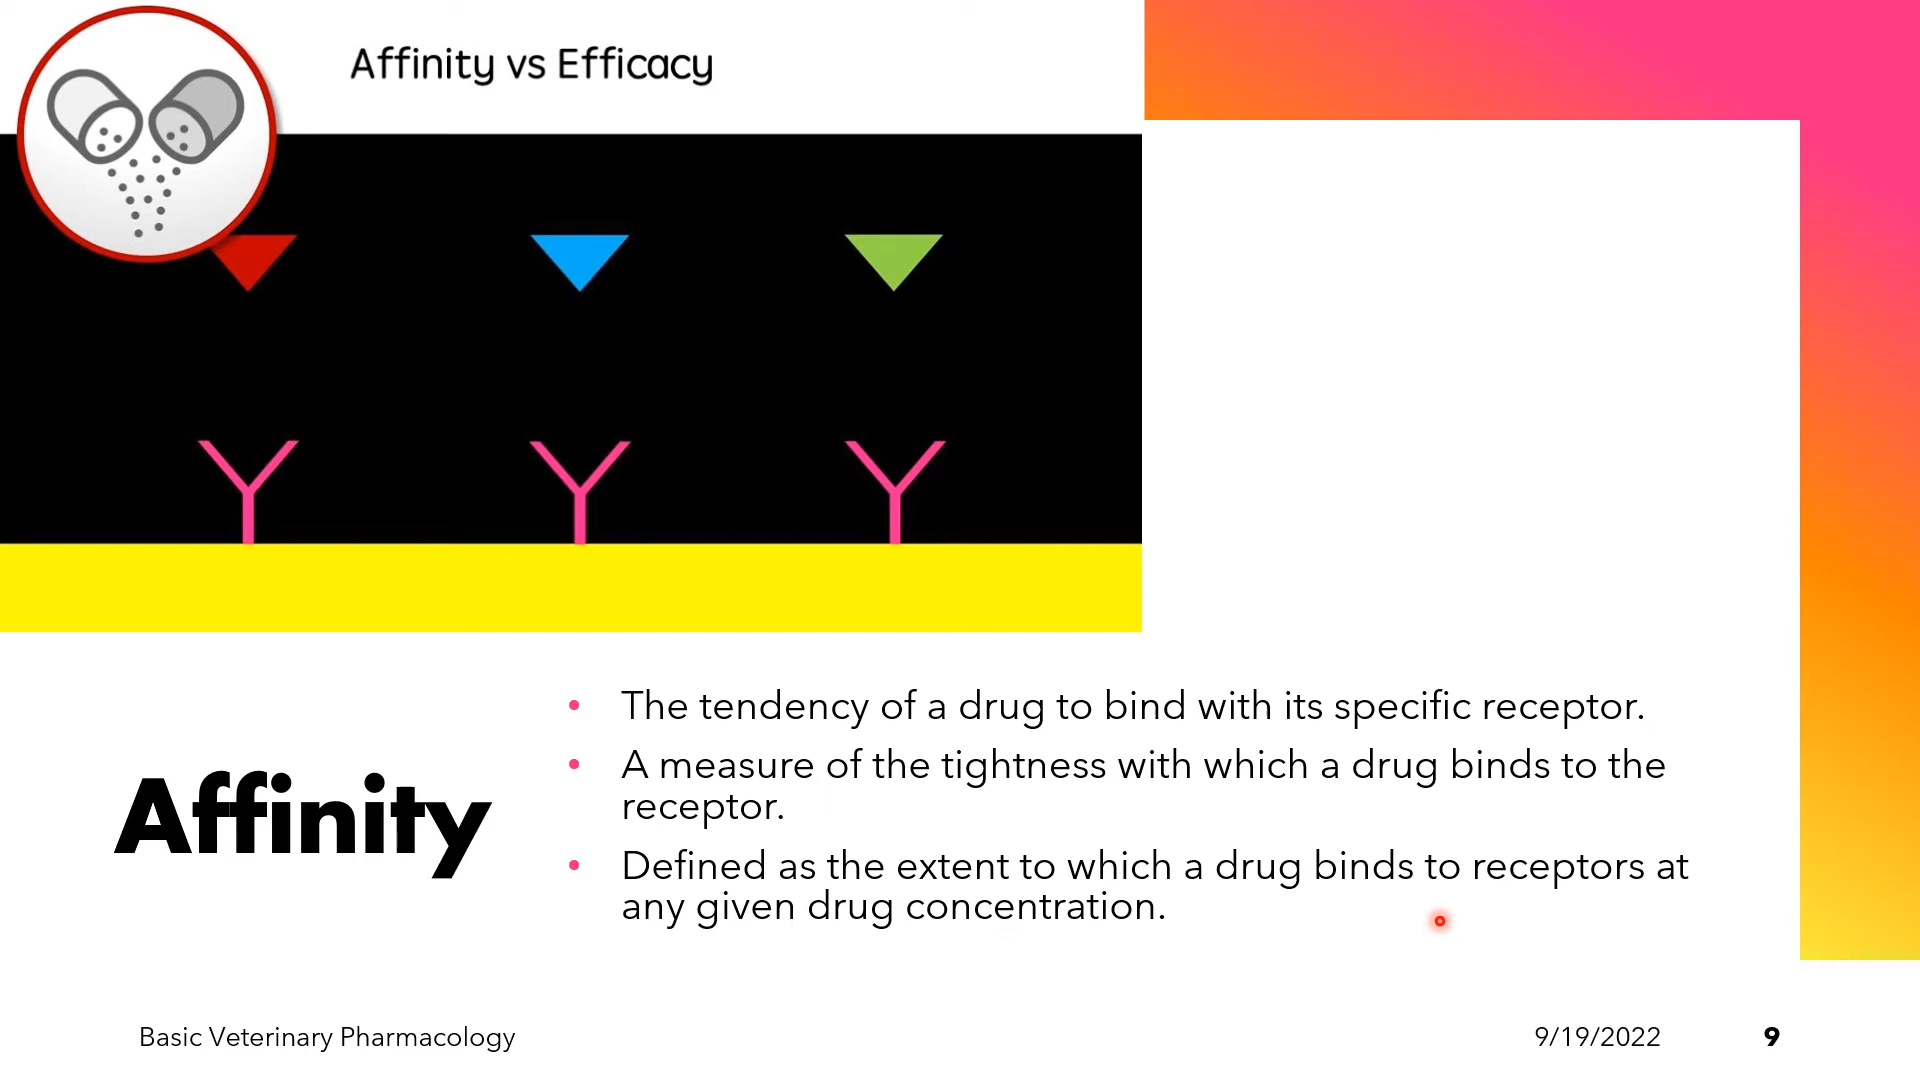 Affinity vs Efficacy
Affinity
• The tendency of a drug to bind with its specific receptor.
• A measure of the tightness with which a drug binds to the
receptor.
• Defined as the extent to which a drug binds to receptors at
any given drug concentration.
Basic Veterinary Pharmacology
9/19/2022
9